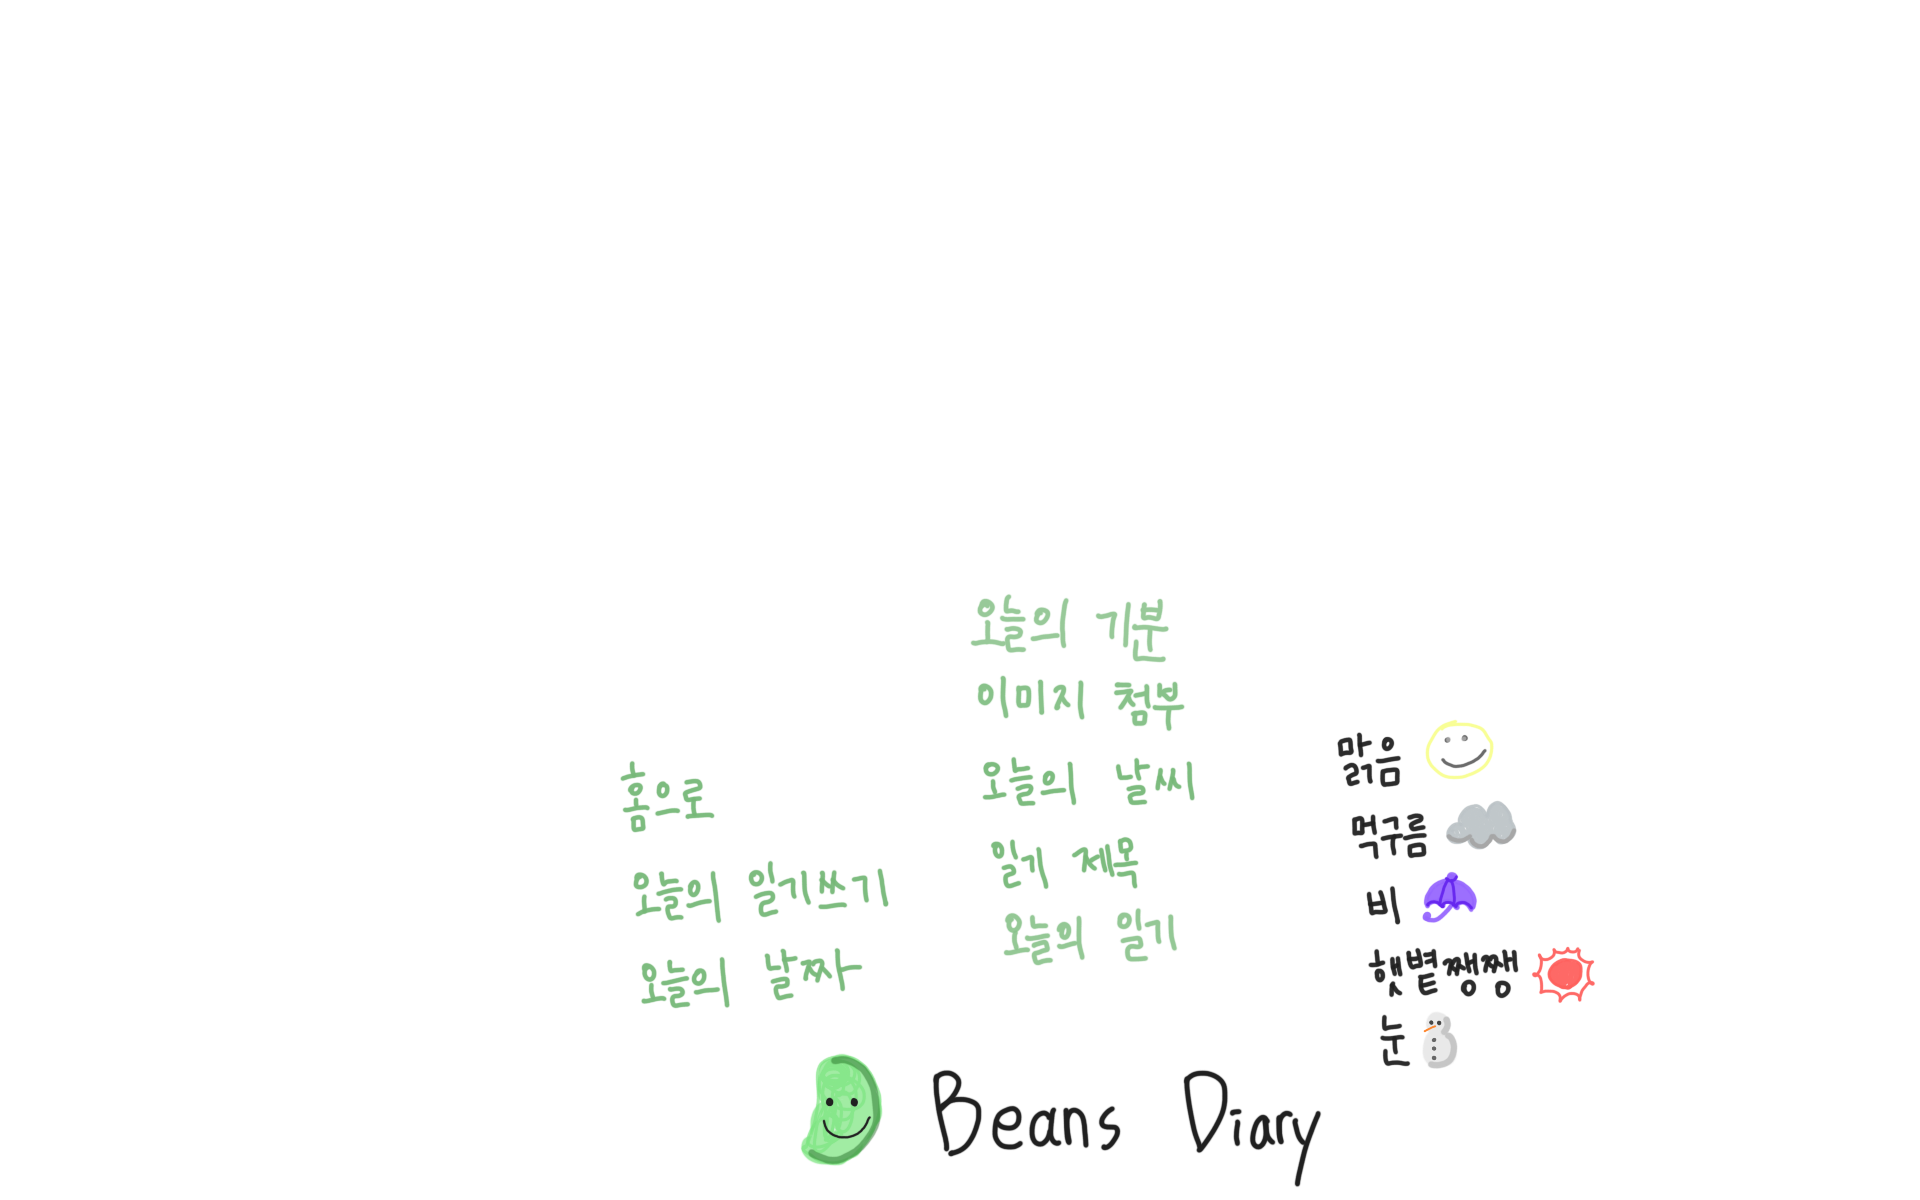 홈으로
오늘의 일기쓰기
오늘의 날짜
오늘의 기분
이미지 첨부
오늘의 날씨
일기 제목
오늘의 일기
맑음
먹구름
비
햇볕쨍쨍
눈
Beans Diary